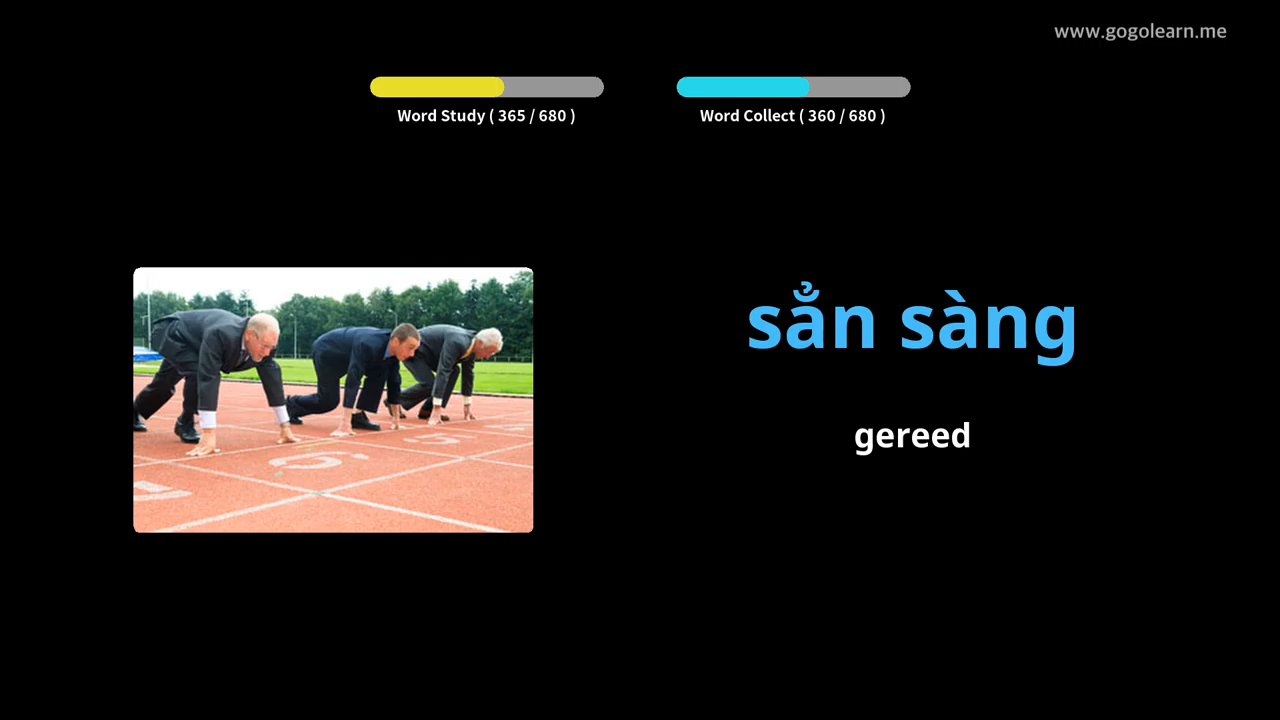 www.gogolearn.me
Word Study ( 365 / 680 )
Word Collect ( 360 / 680 )
sẳn sàng
gereed